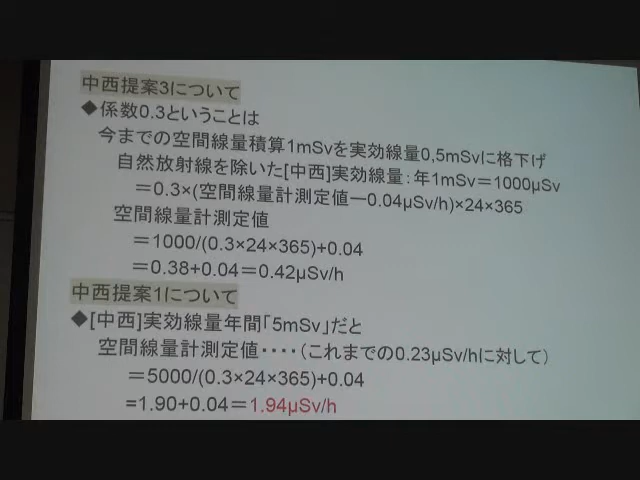 中西提案3について
◆係数0.3ということは
今までの空間線量積算1mSvを実効線量0,5mSvに格下げ
自然放射線を除いた[中西]実効線量:年1mSv=1000μSv
=0.3×(空間線量計測定値ー0.04μSv/h)×24×365
空間線量計測定値
=1000/(0.3×24×365)+0.04
=0.38+0.04=0.42μSv/h
中西提案1について
◆[中西]実効線量年間「5mSv」だと
空間線量計測定値・・・・(これまでの0.23μSv/hに対して)
=5000/(0.3×24×365)+0.04
=1.90+0.04=1.94μSv/h